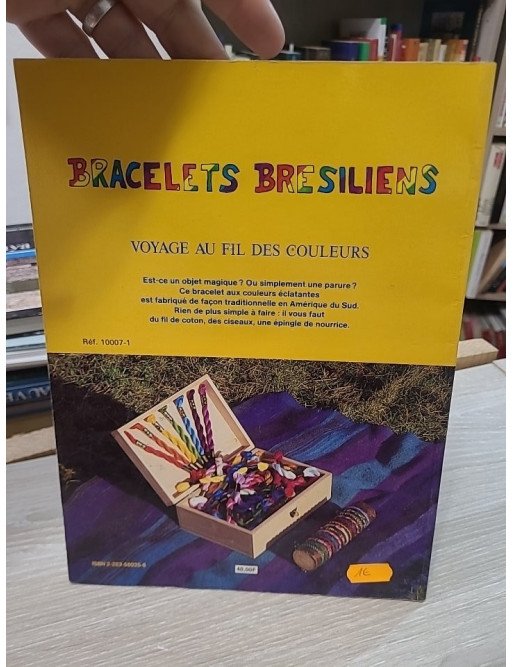 BRACELETS BRESILIENS
VOYAGE AU FIL DES COULEURS
Est-ce un objet magique ? Ou simplement une parure ?
Ce bracelet aux couleurs éclatantes
est fabriqué de façon traditionnelle en Amérique du Sud.
Rien de plus simple à faire : il vous faut
du fil de coton, des ciseaux, une épingle de nourrice.
Réf. 10007-1
40,00F
1€